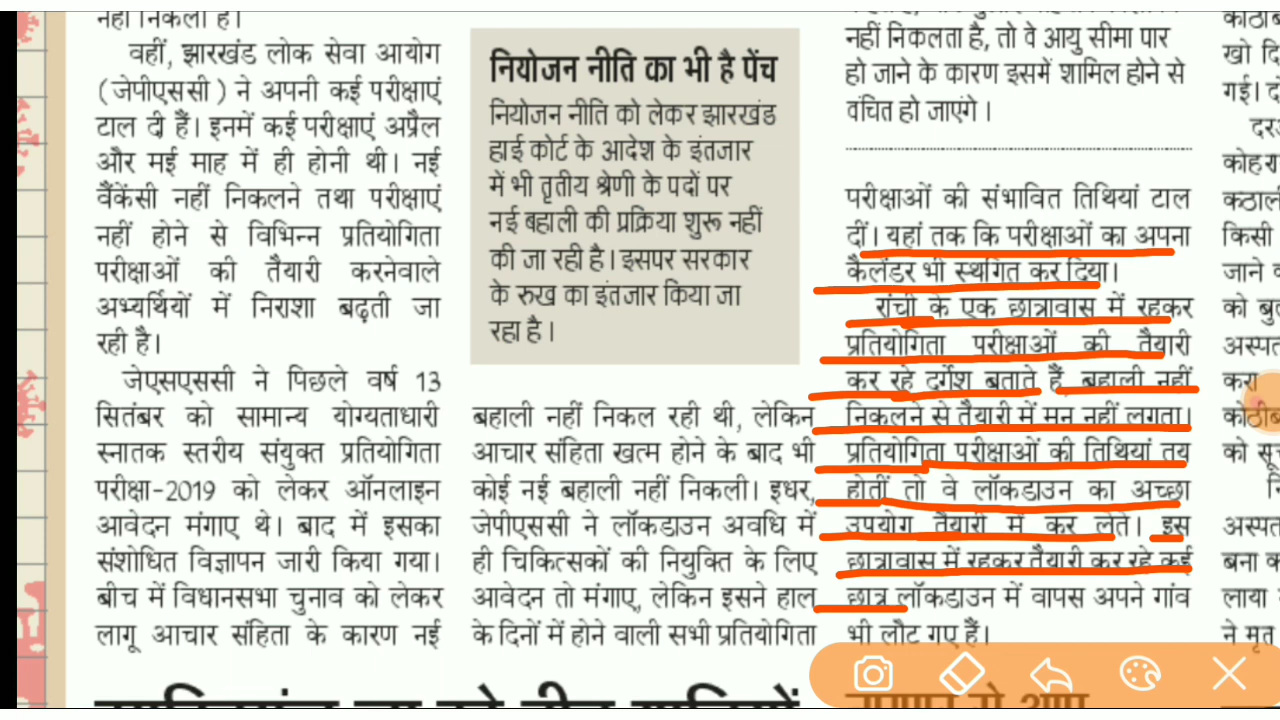 नहीं निकली है।
वहीं, झारखंड लोक सेवा आयोग
(जेपीएससी) ने अपनी कई परीक्षाएं
टाल दी हैं। इनमें कई परीक्षाएं अप्रैल
और मई माह में ही होनी थी। नई
वैंकेंसी नहीं निकलने तथा परीक्षाएं
नहीं होने से विभिन्न प्रतियोगिता
परीक्षाओं की तैयारी करनेवाले
अभ्यर्थियों में निराशा बढ़ती जा
रही है।
जेएसएससी ने पिछले वर्ष 13
सितंबर को सामान्य योग्यताधारी
स्नातक स्तरीय संयुक्त प्रतियोगिता
परीक्षा-2019 को लेकर ऑनलाइन
आवेदन मंगाए थे। बाद में इसका
संशोधित विज्ञापन जारी किया गया।
बीच में विधानसभा चुनाव को लेकर
लागू आचार संहिता के कारण नई
नियोजन नीति का भी है पेंच
नियोजन नीति को लेकर झारखंड
हाई कोर्ट के आदेश के इंतजार
में भी तृतीय श्रेणी के पदों पर
नई बहाली की प्रक्रिया शुरू नहीं
की जा रही है। इसपर सरकार
के रुख का इंतजार किया जा
रहा है।
बहाली नहीं निकल रही थी, लेकिन
आचार संहिता खत्म होने के बाद भी
कोई नई बहाली नहीं निकली। इधर,
जेपीएससी ने लॉकडाउन अवधि में
ही चिकित्सकों की नियुक्ति के लिए
आवेदन तो मंगाए, लेकिन इसने हाल
के दिनों में होने वाली सभी प्रतियोगिता
नहीं निकलता है, तो वे आयु सीमा पार
हो जाने के कारण इसमें शामिल होने से
वंचित हो जाएंगे।
परीक्षाओं की संभावित तिथियां टाल
दीं। यहां तक कि परीक्षाओं का अपना
कैलेंडर भी स्थगित कर दिया।
रांची के एक छात्रावास में रहकर
प्रतियोगिता परीक्षाओं की तैयारी
कर रहे दुर्गेश बताते हैं, बहाली नहीं
निकलने से तैयारी में मन नहीं लगता।
प्रतियोगिता परीक्षाओं की तिथियां तय
होतीं तो वे लॉकडाउन का अच्छा
उपयोग तैयारी में कर लेते। इस
छात्रावास में रहकर तैयारी कर रहे कई
छात्र लॉकडाउन में वापस अपने गांव
भी लौट गए हैं।
खो
गई।
किसी
जाने
को
को
ने मृत